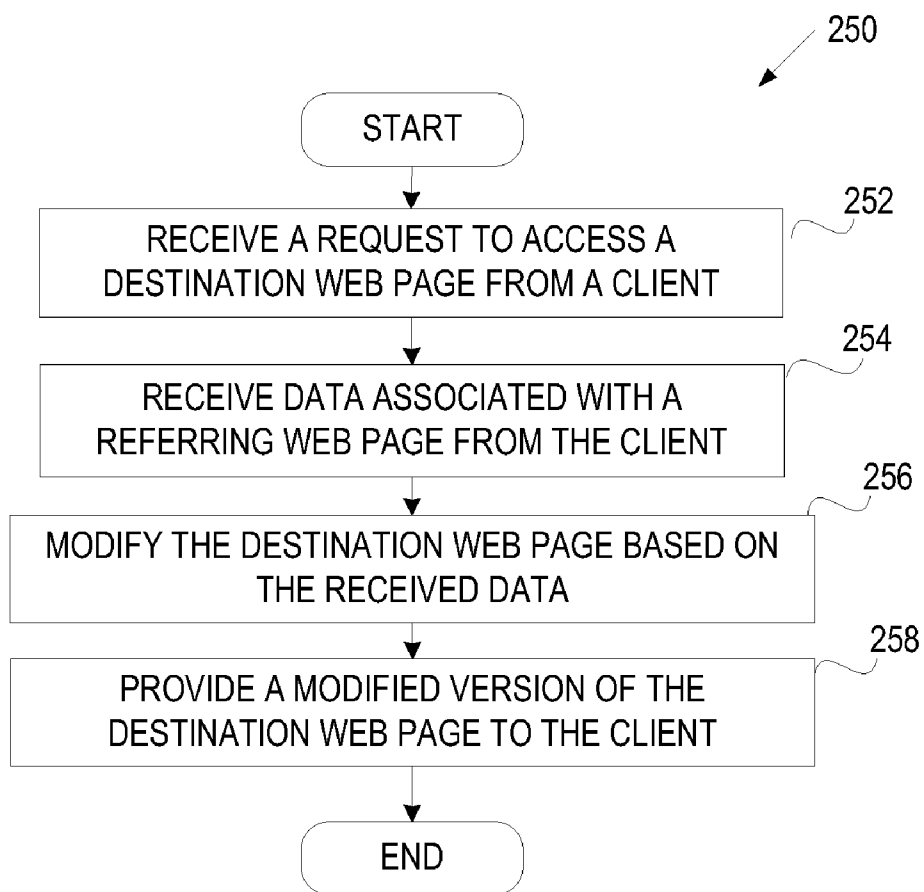 250
START
252
RECEIVE A REQUEST TO ACCESS A
DESTINATION WEB PAGE FROM A CLIENT
254
RECEIVE DATA ASSOCIATED WITH A
REFERRING WEB PAGE FROM THE CLIENT
256
MODIFY THE DESTINATION WEB PAGE BASED ON
THE RECEIVED DATA
258
PROVIDE A MODIFIED VERSION OF THE
DESTINATION WEB PAGE TO THE CLIENT
END